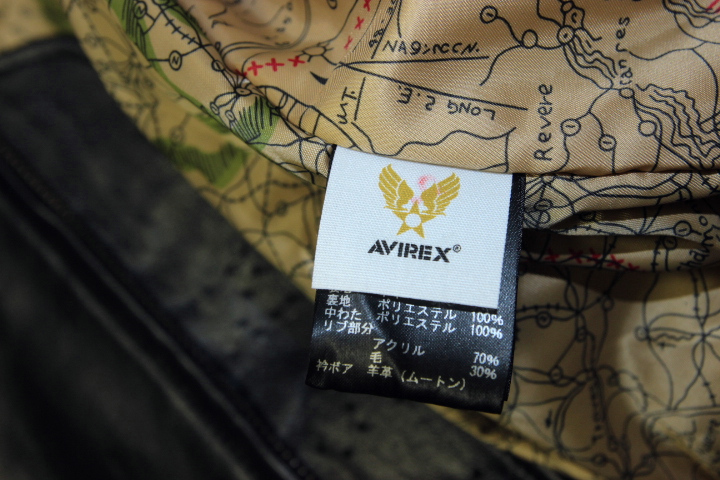 NAGYKCCN.
LONG 2.M.
M.T.
Revere
AVIREX®
裏地 ポリエステル 100%
中わた ポリエステル 100%
リブ部分
アクリル 70%
毛 30%
衿ボア 羊革(ムートン)